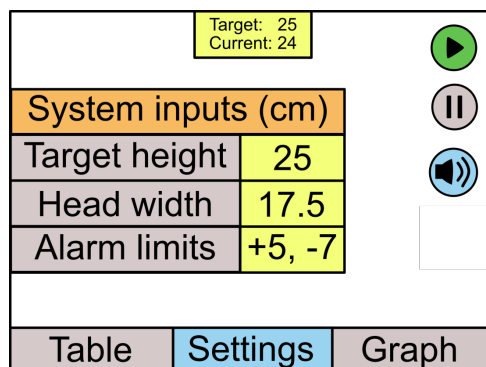 Target: 25
Current: 24
System inputs (cm)
Target height 25
Head width 17.5
Alarm limits +5, -7
Table Settings Graph